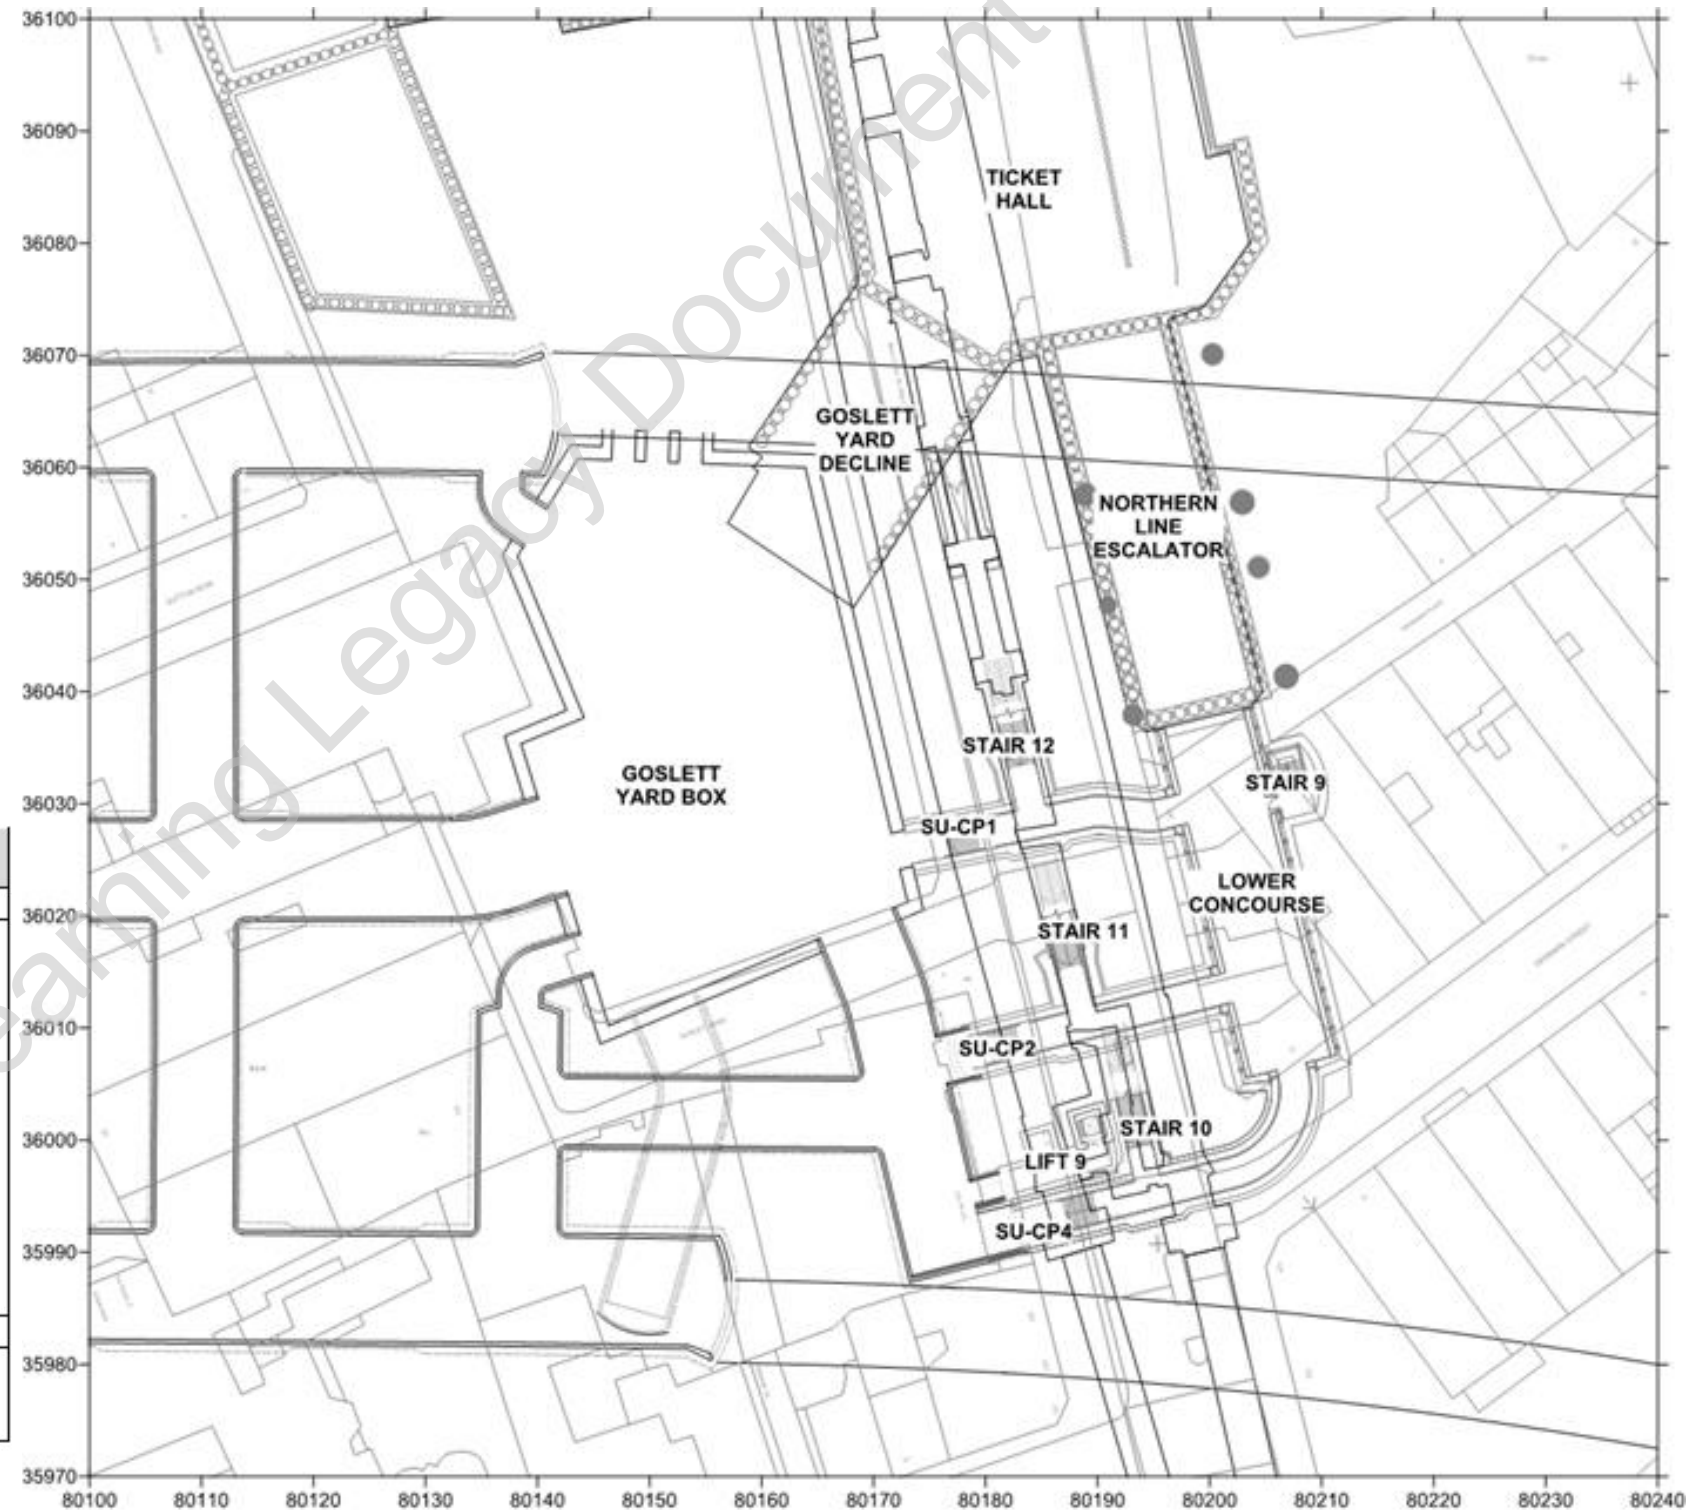 36100
36090
36080
36070
36060
36050
36040
36030
36020
36010
36000
35990
35980
35970
TICKET
HALL
GOSLETT
YARD
DECLINE
NORTHERN
LINE
ESCALATOR
STAIR 12
GOSLETT
YARD BOX
STAIR 9
SU-CP1
LOWER
CONCOURSE
STAIR 11
SU-CP2
STAIR 10
LIFT 9
SU-CP4
80100 80110 80120 80130 80140 80150 80160 80170 80180 80190 80200 80210 80220 80230 80240
Learning Legacy Document